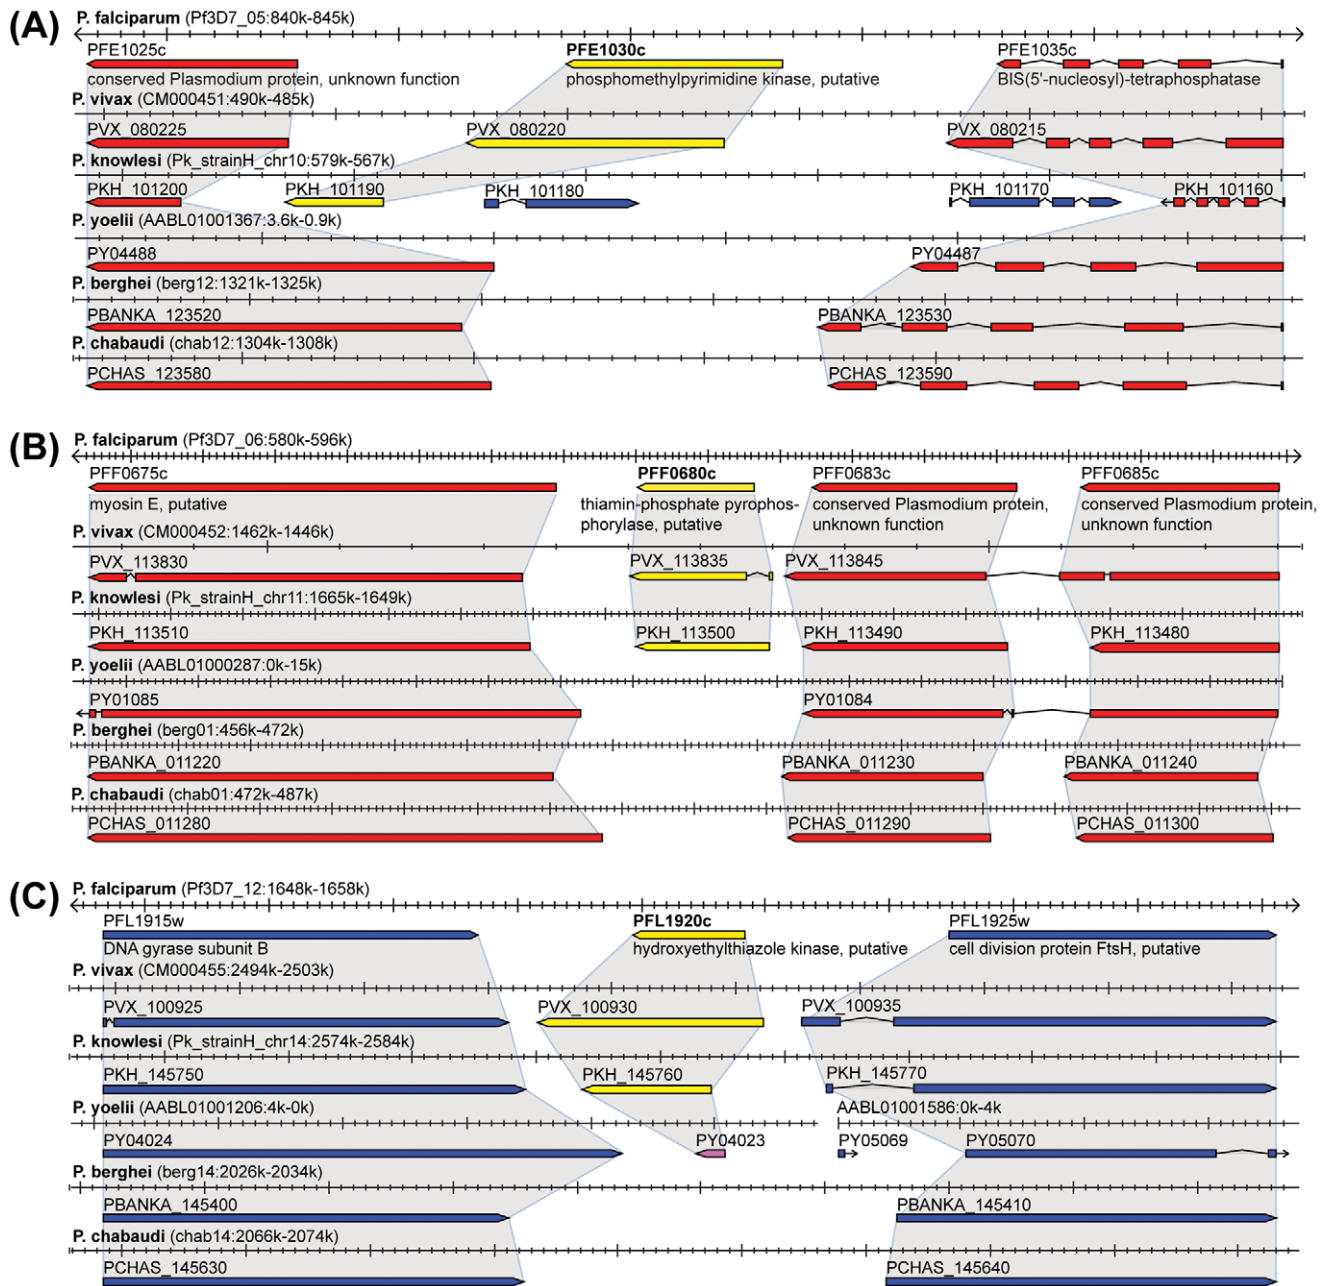 (A)
P. falciparum (Pf3D7_05:840k-845k)
PFE1025c PFE1030c PFE1035c
conserved Plasmodium protein, unknown function phosphomethylpyrimidine kinase, putative BIS(5'-nucleosyl)-tetraphosphatase
P. vivax (CM000451:490k-485k)
PVX_080225 PVX_080220 PVX_080215
P. knowlesi (Pk_strainH_chr10:579k-567k)
PKH_101200 PKH_101190 PKH_101180 PKH_101170 PKH_101160
P. yoelii (AABL01001367:3.6k-0.9k)
PY04488 PY04487
P. berghei (berg12:1321k-1325k)
PBANKA_123520 PBANKA_123530
P. chabaudi (chab12:1304k-1308k)
PCHAS_123580 PCHAS_123590
(B)
P. falciparum (Pf3D7_06:580k-596k)
PFF0675c PFF0680c PFF0683c PFF0685c
myosin E, putative thiamin-phosphate pyrophos- conserved Plasmodium protein, conserved Plasmodium protein,
phorylase, putative unknown function unknown function
P. vivax (CM000452:1462k-1446k)
PVX_113830 PVX_113835 PVX_113845
P. knowlesi (Pk_strainH_chr11:1665k-1649k)
PKH_113510 PKH_113500 PKH_113490 PKH_113480
P. yoelii (AABL01000287:0k-15k)
PY01085 PY01084
P. berghei (berg01:456k-472k)
PBANKA_011220 PBANKA_011230 PBANKA_011240
P. chabaudi (chab01:472k-487k)
PCHAS_011280 PCHAS_011290 PCHAS_011300
(C)
P. falciparum (Pf3D7_12:1648k-1658k)
PFL1915w PFL1920c PFL1925w
DNA gyrase subunit B hydroxyethylthiazole kinase, putative cell division protein FtsH, putative
P. vivax (CM000455:2494k-2503k)
PVX_100925 PVX_100930 PVX_100935
P. knowlesi (Pk_strainH_chr14:2574k-2584k)
PKH_145750 PKH_145760 PKH_145770
P. yoelii (AABL01001206:4k-0k) AABL01001586:0k-4k
PY04024 PY04023 PY05069 PY05070
P. berghei (berg14:2026k-2034k)
PBANKA_145400 PBANKA_145410
P. chabaudi (chab14:2066k-2074k)
PCHAS_145630 PCHAS_145640